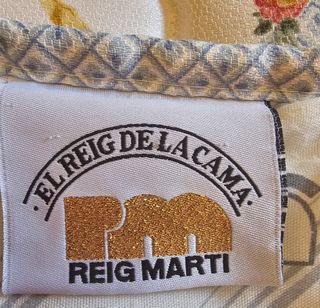 · EL REIG DE LA CAMA ·
rm
REIG MARTI